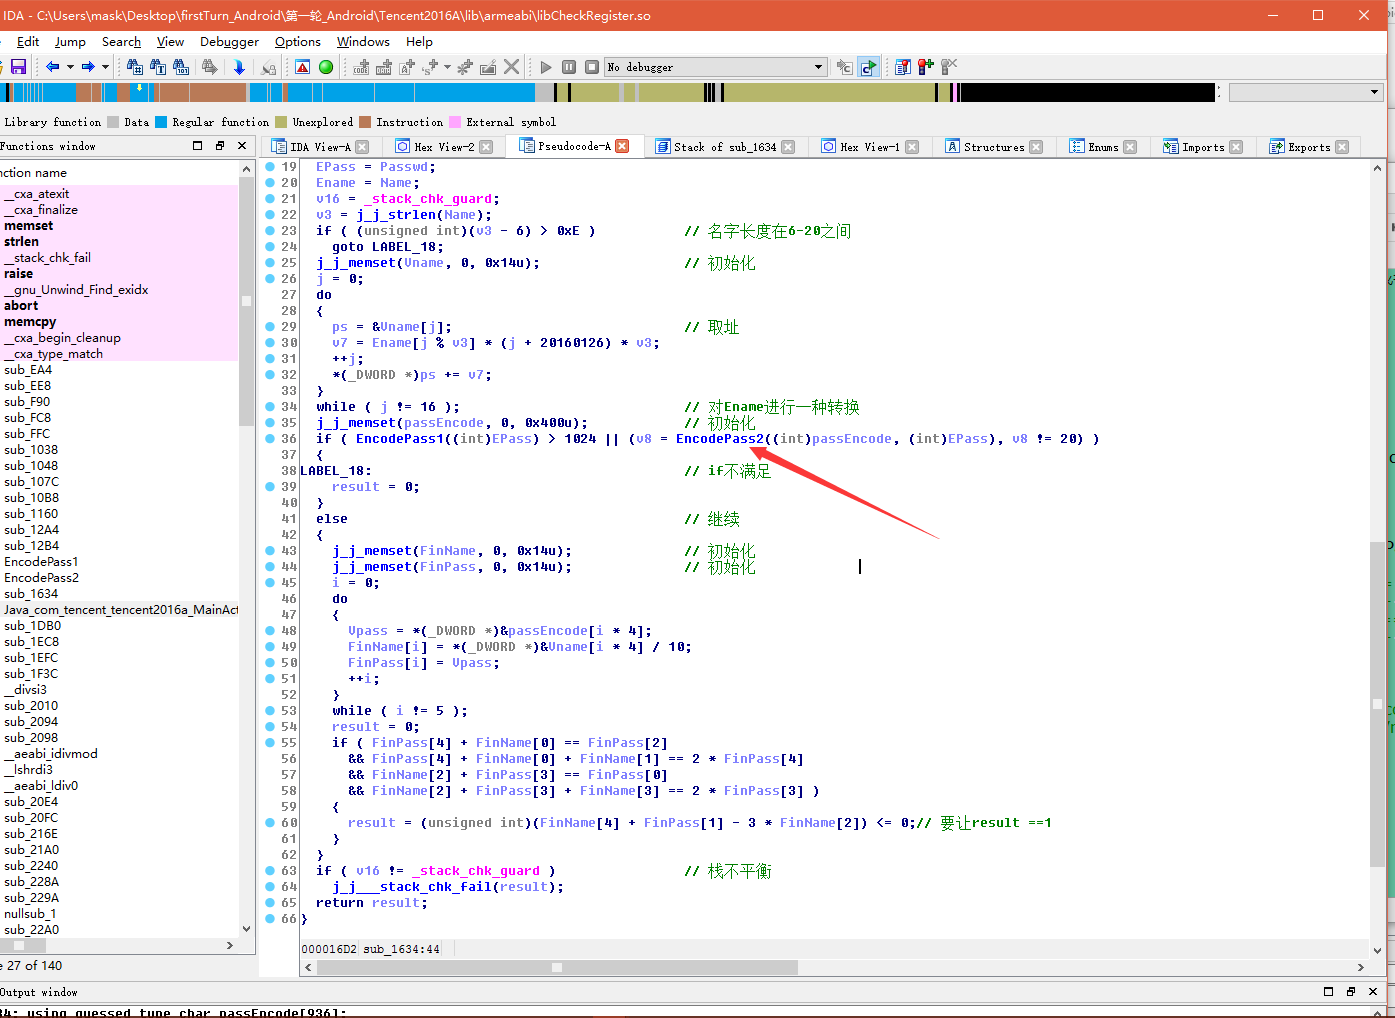 IDA - C:\Users\mask\Desktop\firstTurn_Android\第一轮_Android\Tencent2016A\lib\armeabi\libCheckRegister.so
Edit Jump Search View Debugger Options Windows Help
No debugger
Library function Data Regular function Unexplored Instruction External symbol
Functions window
IDA View-A Hex View-2 Pseudocode-A Stack of sub_1634 Hex View-1 Structures Enums Imports Exports
nction name
__cxa_atexit
__cxa_finalize
memset
strlen
__stack_chk_fail
raise
__gnu_Unwind_Find_exidx
abort
memcpy
__cxa_begin_cleanup
__cxa_type_match
sub_EA4
sub_EE8
sub_F90
sub_FC8
sub_FFC
sub_1038
sub_1048
sub_107C
sub_10B8
sub_1160
sub_12A4
sub_12B4
EncodePass1
EncodePass2
sub_1634
Java_com_tencent_tencent2016a_MainAct
sub_1DB0
sub_1EC8
sub_1EFC
sub_1F3C
__divsi3
sub_2010
sub_2094
sub_2098
__aeabi_idivmod
__lshrdi3
__aeabi_ldiv0
sub_20E4
sub_20FC
sub_216E
sub_21A0
sub_2240
sub_228A
sub_229A
nullsub_1
sub_22A0
e 27 of 140
19 EPass = Passwd;
20 Ename = Name;
21 v16 = _stack_chk_guard;
22 v3 = j_j_strlen(Name);
23 if ( (unsigned int)(v3 - 6) > 0xE ) // 名字长度在6-20之间
24 goto LABEL_18;
25 j_j_memset(Vname, 0, 0x14u); // 初始化
26 j = 0;
27 do
28 {
29 ps = &Vname[j]; // 取址
30 v7 = Ename[j % v3] * (j + 20160126) * v3;
31 ++j;
32 *(_DWORD *)ps += v7;
33 }
34 while ( j != 16 ); // 对Ename进行一种转换
35 j_j_memset(passEncode, 0, 0x400u); // 初始化
36 if ( EncodePass1((int)EPass) > 1024 || (v8 = EncodePass2((int)passEncode, (int)EPass), v8 != 20) )
37 {
38 LABEL_18: // if不满足
39 result = 0;
40 }
41 else // 继续
42 {
43 j_j_memset(FinName, 0, 0x14u); // 初始化
44 j_j_memset(FinPass, 0, 0x14u); // 初始化
45 i = 0;
46 do
47 {
48 Vpass = *(_DWORD *)&passEncode[i * 4];
49 FinName[i] = *(_DWORD *)&Vname[i * 4] / 10;
50 FinPass[i] = Vpass;
51 ++i;
52 }
53 while ( i != 5 );
54 result = 0;
55 if ( FinPass[4] + FinName[0] == FinPass[2]
56 && FinPass[4] + FinName[0] + FinName[1] == 2 * FinPass[4]
57 && FinName[2] + FinPass[3] == FinPass[0]
58 && FinName[2] + FinPass[3] + FinName[3] == 2 * FinPass[3] )
59 {
60 result = (unsigned int)(FinName[4] + FinPass[1] - 3 * FinName[2]) <= 0;// 要让result ==1
61 }
62 }
63 if ( v16 != _stack_chk_guard ) // 栈不平衡
64 j_j___stack_chk_fail(result);
65 return result;
66 }
000016D2 sub_1634:44
Output window
34: using guessed type char passEncode[936];